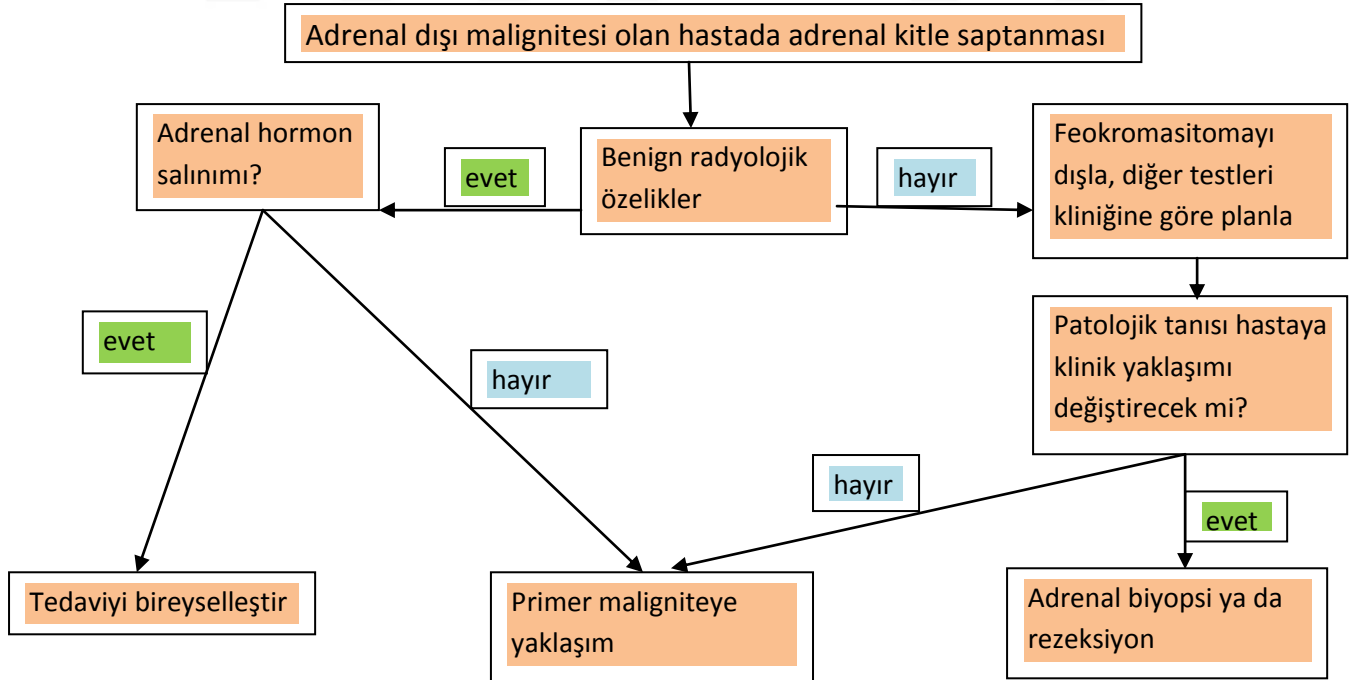 Adrenal dışı malignitesi olan hastada adrenal kitle saptanması
Adrenal hormon
salınımı?
evet
Benign radyolojik
özelikler
hayır
Feokromasitomayı
dışla, diğer testleri
kliniğine göre planla
evet
hayır
Patolojik tanısı hastaya
klinik yaklaşımı
değiştirecek mi?
hayır
evet
Tedaviyi bireyselleştir
Primer maligniteye
yaklaşım
Adrenal biyopsi ya da
rezeksiyon